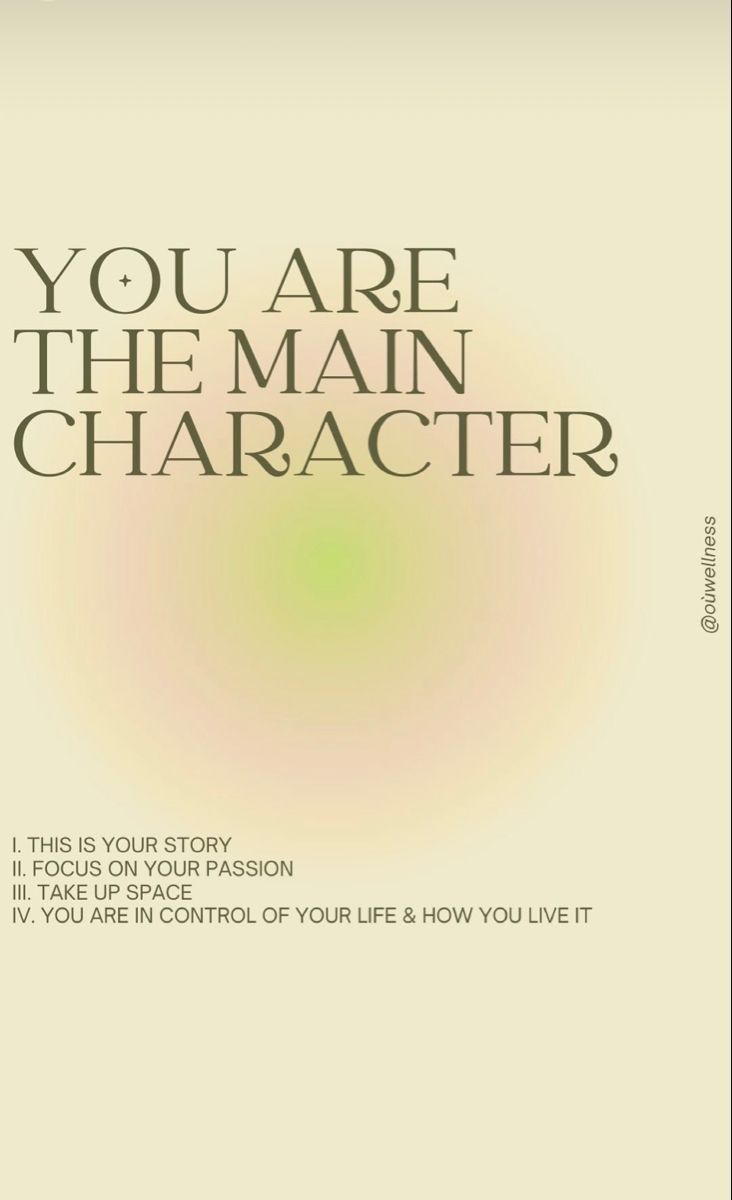 YOU ARE
THE MAIN
CHARACTER
@oùwellness
I. THIS IS YOUR STORY
II. FOCUS ON YOUR PASSION
III. TAKE UP SPACE
IV. YOU ARE IN CONTROL OF YOUR LIFE & HOW YOU LIVE IT